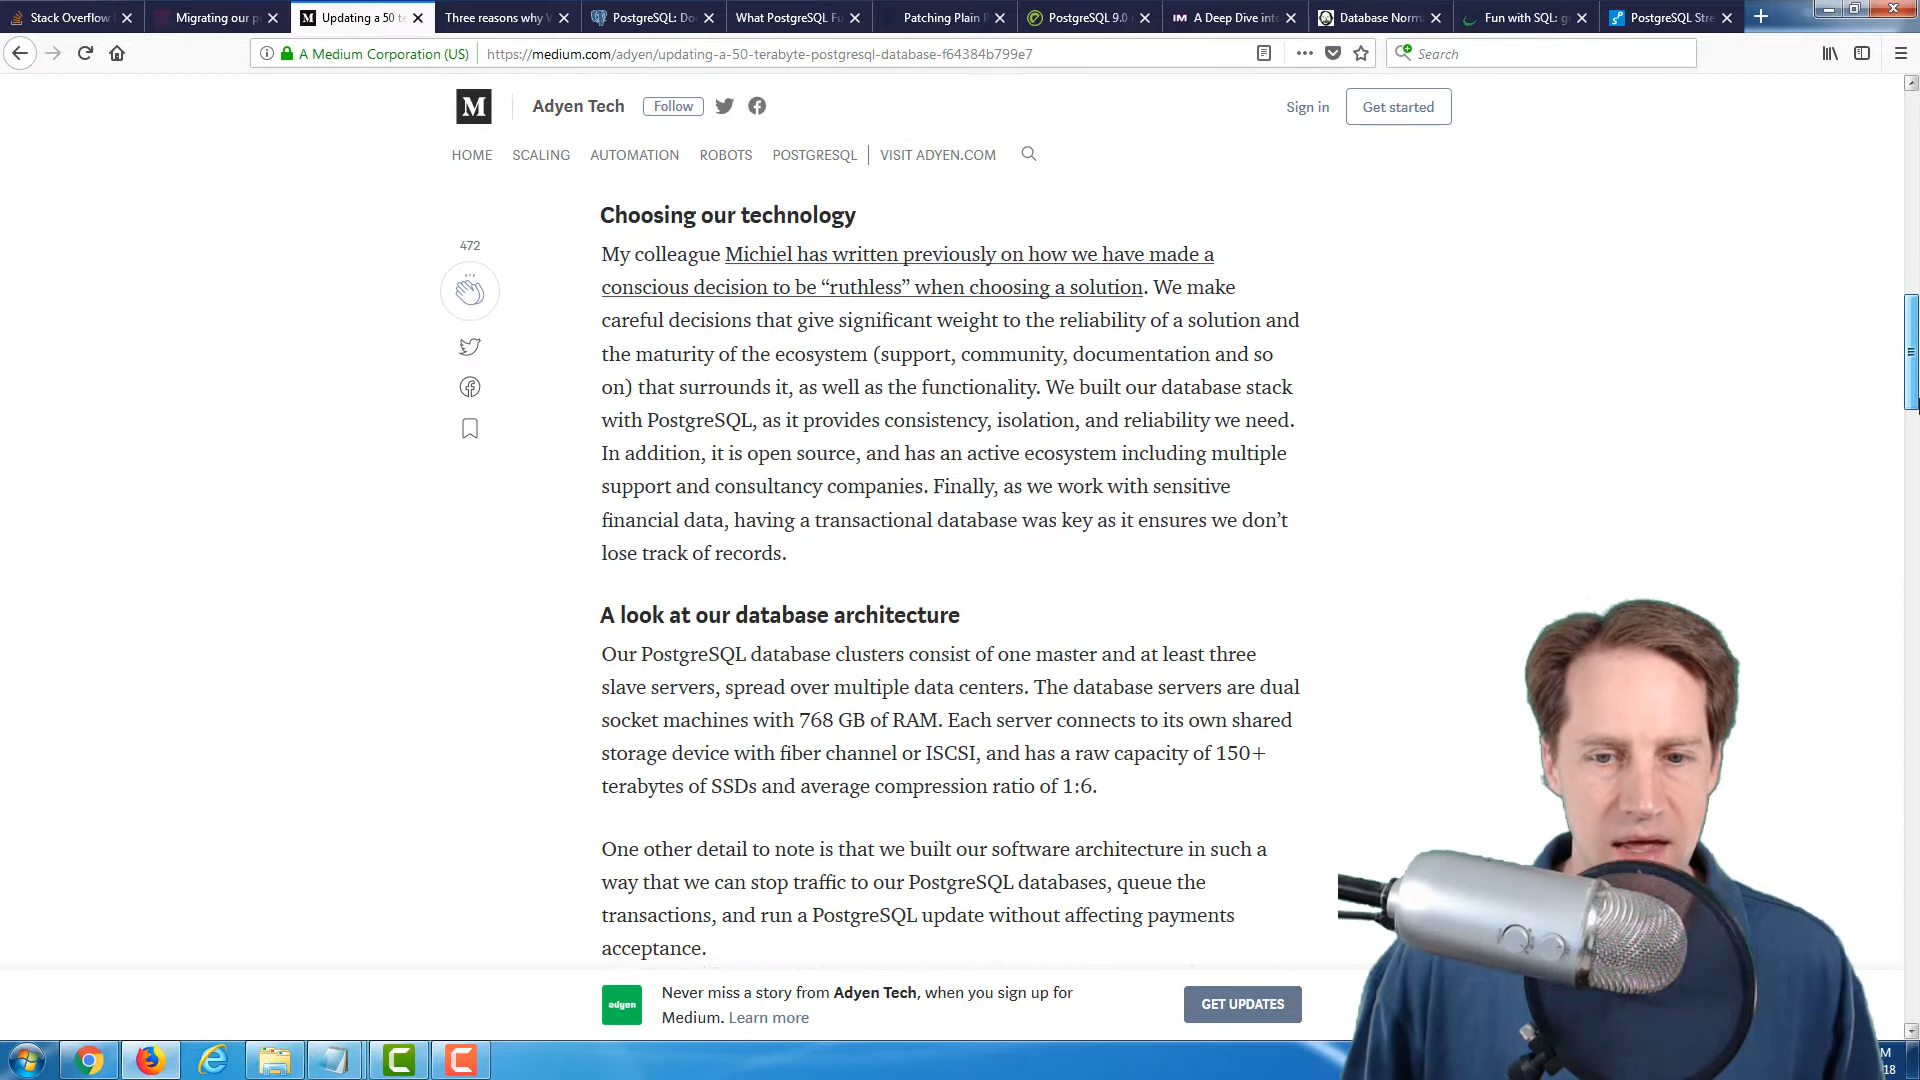 Stack Overflow
Migrating our p
Updating a 50 te
Three reasons why V
PostgreSQL: Do
What PostgreSQL Fu
Patching Plain P
PostgreSQL 9.0
A Deep Dive into
Database Norma
Fun with SQL: g
PostgreSQL Stre
A Medium Corporation (US)
https://medium.com/adyen/updating-a-50-terabyte-postgresql-database-f64384b799e7
Search
M
Adyen Tech
Follow
Sign in
Get started
HOME
SCALING
AUTOMATION
ROBOTS
POSTGRESQL
VISIT ADYEN.COM
472
Choosing our technology
My colleague Michiel has written previously on how we have made a
conscious decision to be “ruthless” when choosing a solution. We make
careful decisions that give significant weight to the reliability of a solution and
the maturity of the ecosystem (support, community, documentation and so
on) that surrounds it, as well as the functionality. We built our database stack
with PostgreSQL, as it provides consistency, isolation, and reliability we need.
In addition, it is open source, and has an active ecosystem including multiple
support and consultancy companies. Finally, as we work with sensitive
financial data, having a transactional database was key as it ensures we don’t
lose track of records.
A look at our database architecture
Our PostgreSQL database clusters consist of one master and at least three
slave servers, spread over multiple data centers. The database servers are dual
socket machines with 768 GB of RAM. Each server connects to its own shared
storage device with fiber channel or ISCSI, and has a raw capacity of 150+
terabytes of SSDs and average compression ratio of 1:6.
One other detail to note is that we built our software architecture in such a
way that we can stop traffic to our PostgreSQL databases, queue the
transactions, and run a PostgreSQL update without affecting payments
acceptance.
adyen
Never miss a story from Adyen Tech, when you sign up for
Medium. Learn more
GET UPDATES
M
18